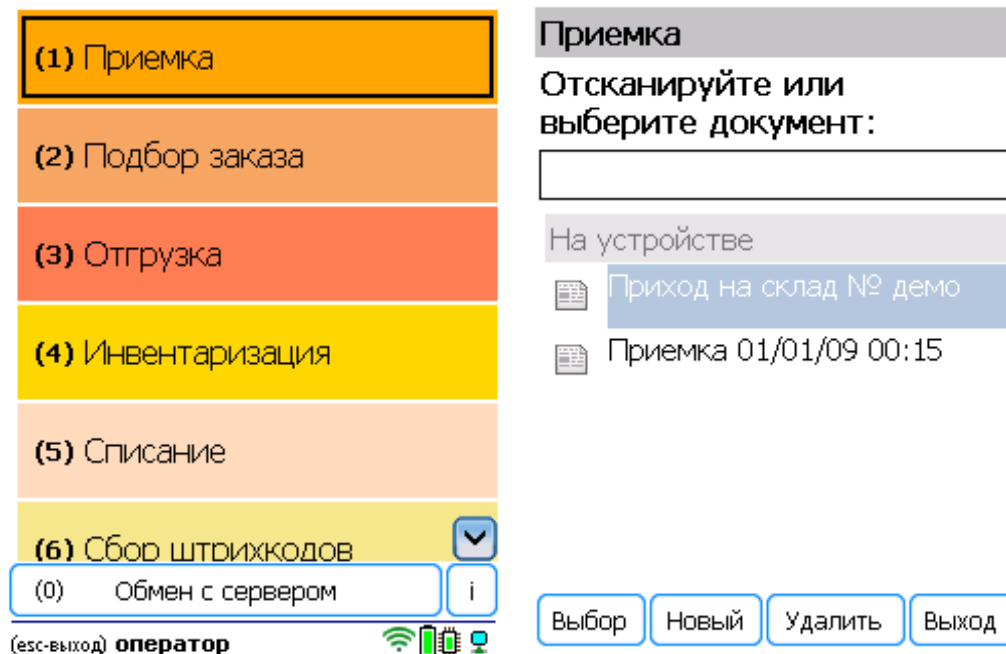 (1) Приемка
(2) Подбор заказа
(3) Отгрузка
(4) Инвентаризация
(5) Списание
(6) Сбор штрихкодов
(0) Обмен с сервером i
(esc-выход) оператор
Приемка
Отсканируйте или
выберите документ:
На устройстве
Приход на склад № демо
Приемка 01/01/09 00:15
Выбор Новый Удалить Выход